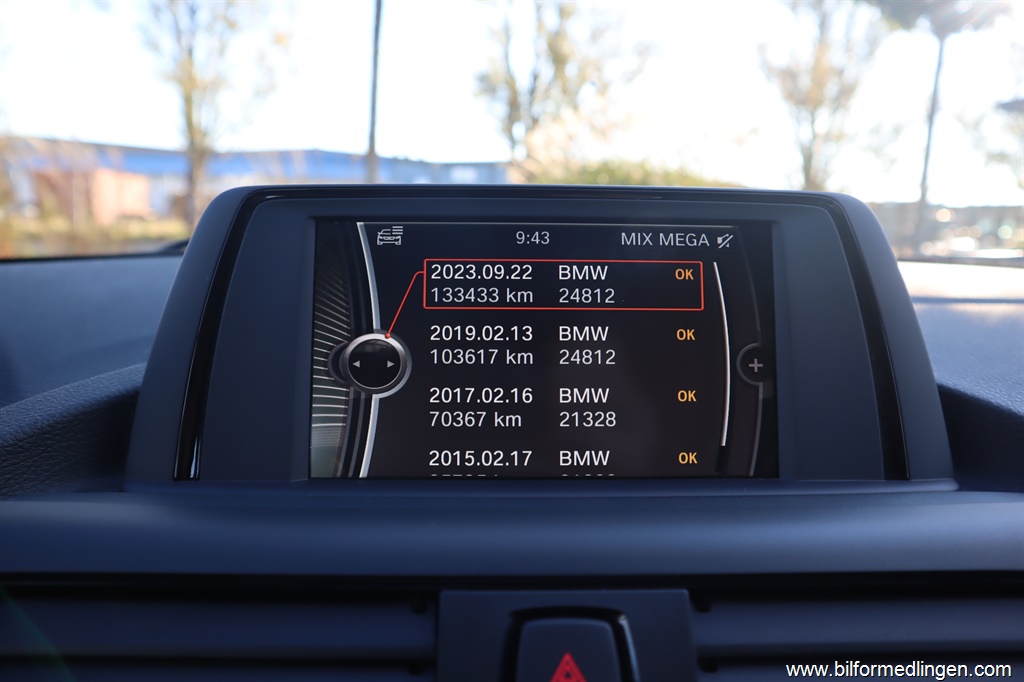 9:43 MIX MEGA
2023.09.22 BMW OK
133433 km 24812
2019.02.13 BMW OK
103617 km 24812
2017.02.16 BMW OK
70367 km 21328
2015.02.17 BMW OK
www.bilformedlingen.com